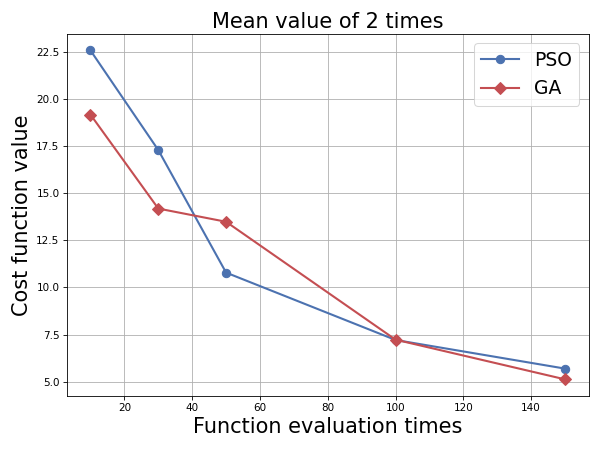 Mean value of 2 times
PSO
GA
Cost function value
22.5
20.0
17.5
15.0
12.5
10.0
7.5
5.0
20 40 60 80 100 120 140
Function evaluation times